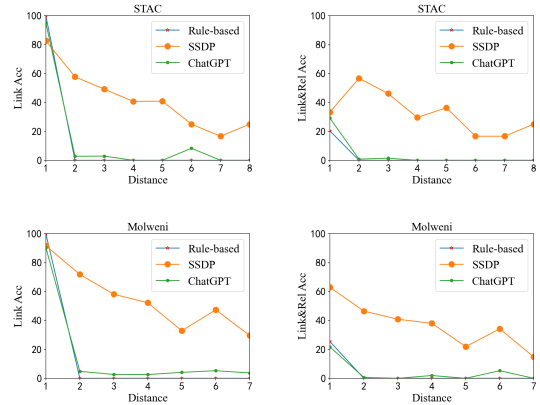 STAC
Link Acc
100
80
60
40
20
0
Rule-based
SSDP
ChatGPT
1 2 3 4 5 6 7 8
Distance
STAC
Link&Rel Acc
100
80
60
40
20
0
Rule-based
SSDP
ChatGPT
1 2 3 4 5 6 7 8
Distance
Molweni
Link Acc
100
80
60
40
20
0
Rule-based
SSDP
ChatGPT
1 2 3 4 5 6 7
Distance
Molweni
Link&Rel Acc
100
80
60
40
20
0
Rule-based
SSDP
ChatGPT
1 2 3 4 5 6 7
Distance